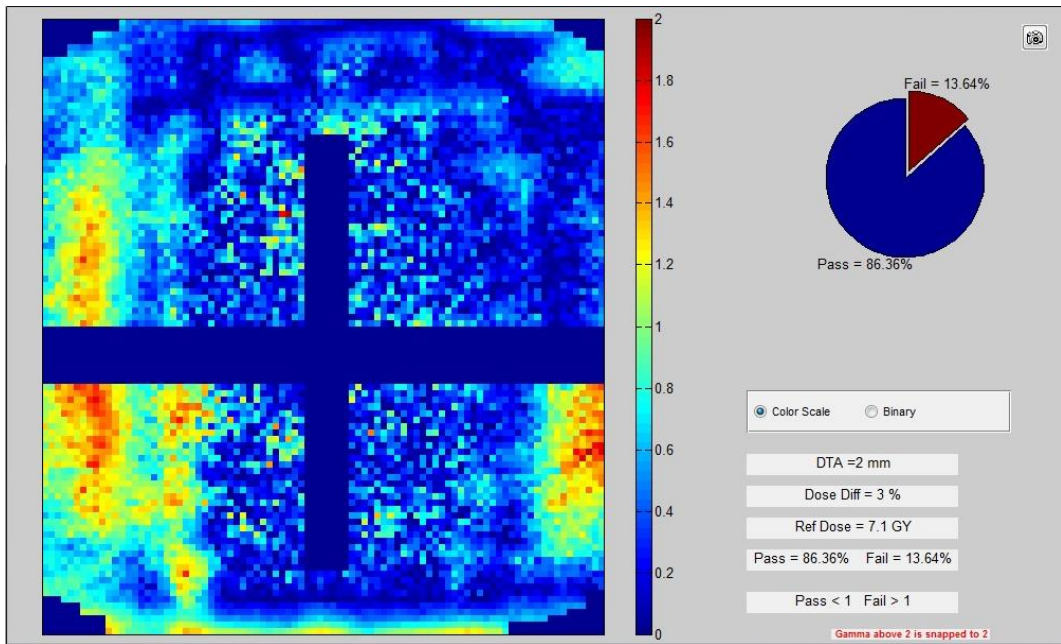 2
1.8
1.6
1.4
1.2
1
0.8
0.6
0.4
0.2
0
Fail = 13.64%
Pass = 86.36%
Color Scale Binary
DTA =2 mm
Dose Diff = 3 %
Ref Dose = 7.1 GY
Pass = 86.36% Fail = 13.64%
Pass < 1 Fail > 1
Gamma above 2 is snapped to 2